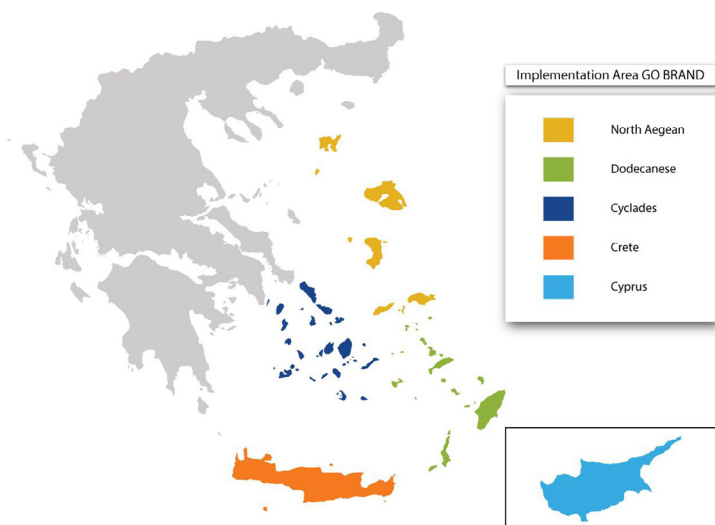 Implementation Area GO BRAND
North Aegean
Dodecanese
Cyclades
Crete
Cyprus